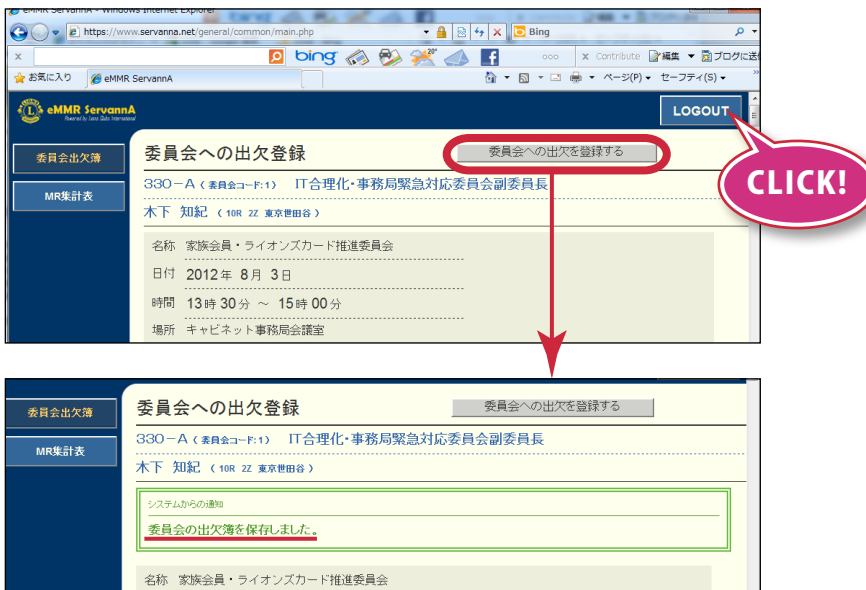 eMMR ServannA - Windows Internet Explorer
https://www.servanna.net/general/common/main.php
Bing
x
bing
20°
x Contribute 編集 ブログに送
お気に入り eMMR ServannA
ページ(P) セーフティ(S)
eMMR ServannA
Powered by Lions Clubs International
LOGOUT
CLICK!
委員会出欠簿
MR集計表
委員会への出欠登録
委員会への出欠を登録する
330－A（委員会コード:1） IT合理化・事務局緊急対応委員会副委員長
木下 知紀（10R 2Z 東京世田谷）
名称 家族会員・ライオンズカード推進委員会
日付 2012年 8月 3日
時間 13時 30分 ～ 15時 00分
場所 キャビネット事務局会議室
委員会出欠簿
MR集計表
委員会への出欠登録
委員会への出欠を登録する
330－A（委員会コード:1） IT合理化・事務局緊急対応委員会副委員長
木下 知紀（10R 2Z 東京世田谷）
システムからの通知
委員会の出欠簿を保存しました。
名称 家族会員・ライオンズカード推進委員会